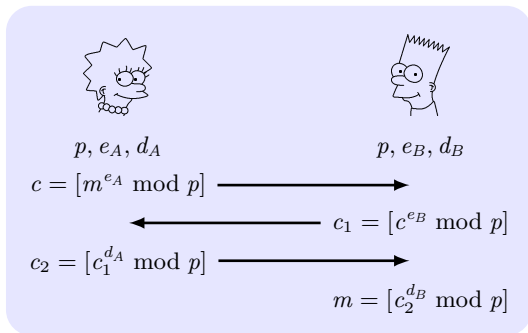 p, e_A, d_A    p, e_B, d_B
c = [m^{e_A} mod p]
c_1 = [c^{e_B} mod p]
c_2 = [c_1^{d_A} mod p]
m = [c_2^{d_B} mod p]